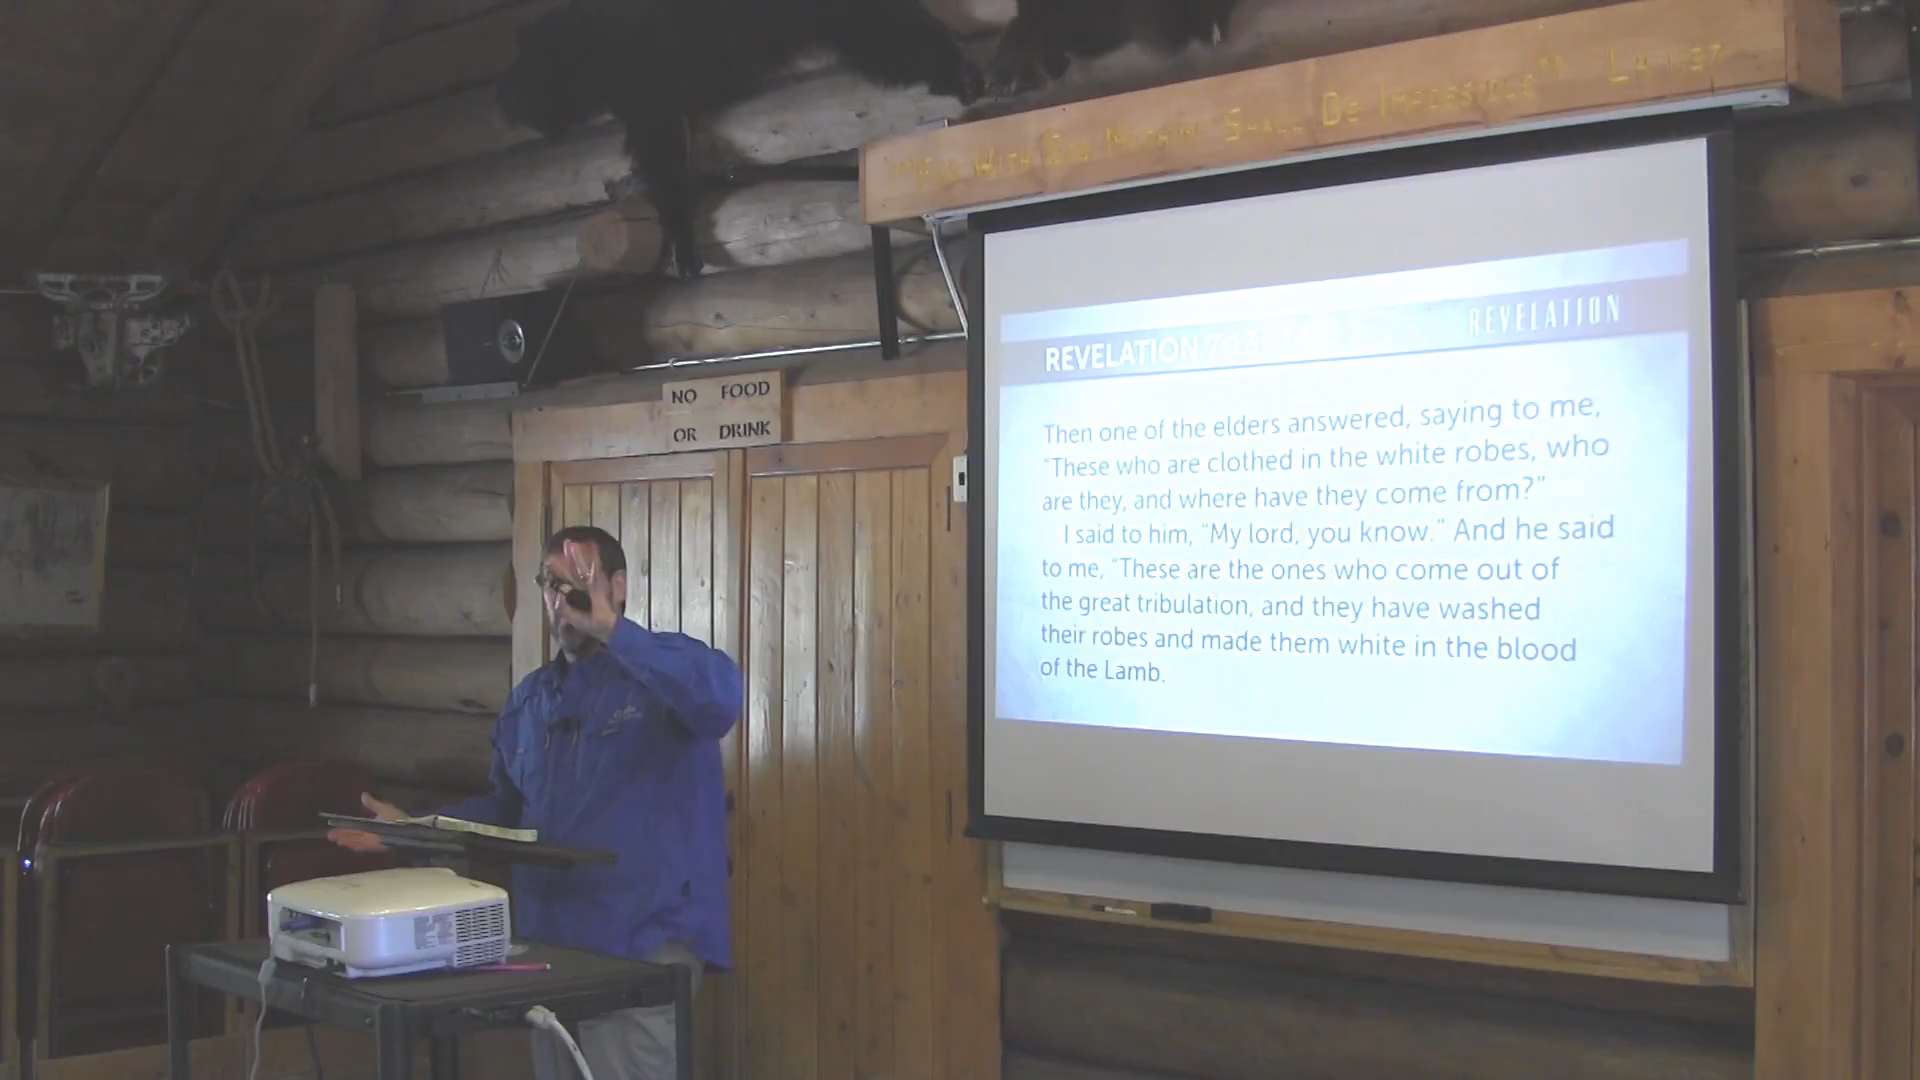 "For With God Nothing Shall Be Impossible" Lk 1:37
REVELATION
REVELATION 7:13
NO FOOD
OR DRINK
Then one of the elders answered, saying to me,
"These who are clothed in the white robes, who
are they, and where have they come from?"
I said to him, "My lord, you know." And he said
to me, "These are the ones who come out of
the great tribulation, and they have washed
their robes and made them white in the blood
of the Lamb.